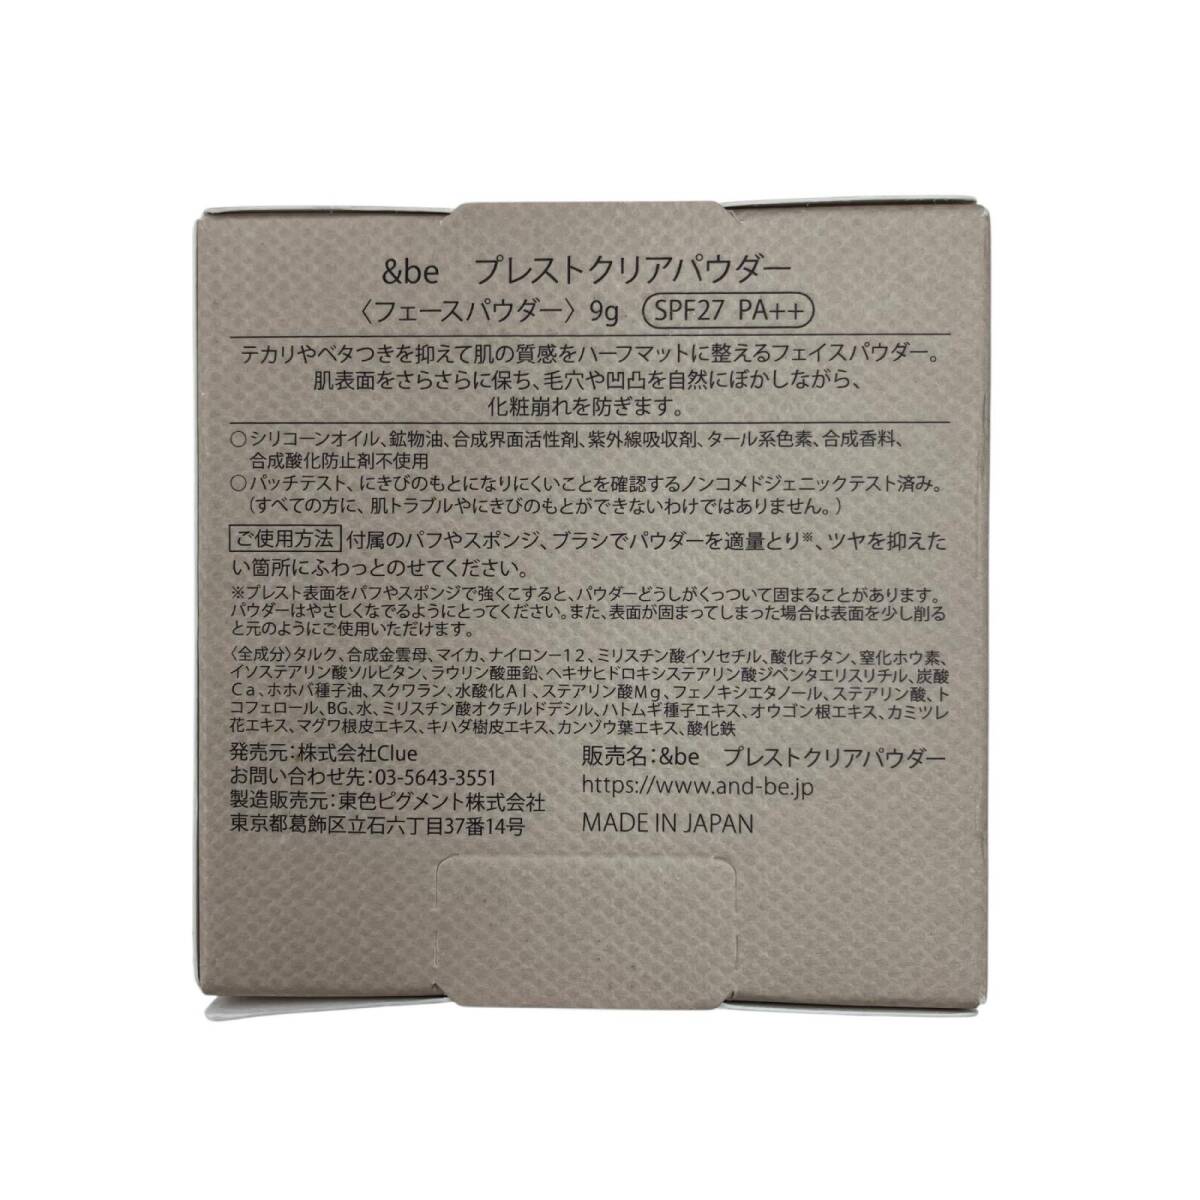 &be　プレストクリアパウダー
〈フェースパウダー〉9g SPF27 PA++
テカリやベタつきを抑えて肌の質感をハーフマットに整えるフェイスパウダー。
肌表面をさらさらに保ち、毛穴や凹凸を自然にぼかしながら、
化粧崩れを防ぎます。
○シリコーンオイル、鉱物油、合成界面活性剤、紫外線吸収剤、タール系色素、合成香料、
合成酸化防止剤不使用
○パッチテスト、にきびのもとになりにくいことを確認するノンコメドジェニックテスト済み。
（すべての方に、肌トラブルやにきびのもとができないわけではありません。）
ご使用方法 付属のパフやスポンジ、ブラシでパウダーを適量とり※、ツヤを抑えた
い箇所にふわっとのせてください。
※プレスト表面をパフやスポンジで強くこすると、パウダーどうしがくっついて固まることがあります。
パウダーはやさしくなでるようにとってください。また、表面が固まってしまった場合は表面を少し削る
と元のようにご使用いただけます。
〈全成分〉タルク、合成金雲母、マイカ、ナイロン－１２、ミリスチン酸イソセチル、酸化チタン、窒化ホウ素、
イソステアリン酸ソルビタン、ラウリン酸亜鉛、ヘキサヒドロキシステアリン酸ジペンタエリスリチル、炭酸
Ｃａ、ホホバ種子油、スクワラン、水酸化Ａｌ、ステアリン酸Ｍｇ、フェノキシエタノール、ステアリン酸、ト
コフェロール、BG、水、ミリスチン酸オクチルドデシル、ハトムギ種子エキス、オウゴン根エキス、カミツレ
花エキス、マグワ根皮エキス、キハダ樹皮エキス、カンゾウ葉エキス、酸化鉄
発売元：株式会社Clue
お問い合わせ先：03-5643-3551
製造販売元：東色ピグメント株式会社
東京都葛飾区立石六丁目37番14号
販売名：&be　プレストクリアパウダー
https://www.and-be.jp
MADE IN JAPAN